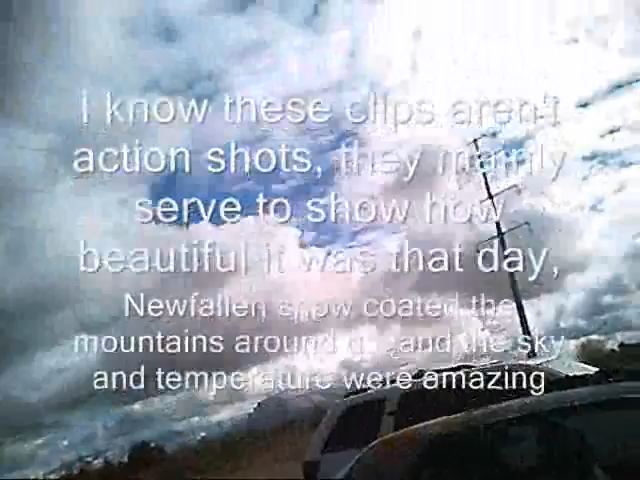 I know these clips aren't
action shots, they mainly
serve to show how
beautiful it was that day,
Newfallen snow coated the
mountains around and the sky
and temperature were amazing